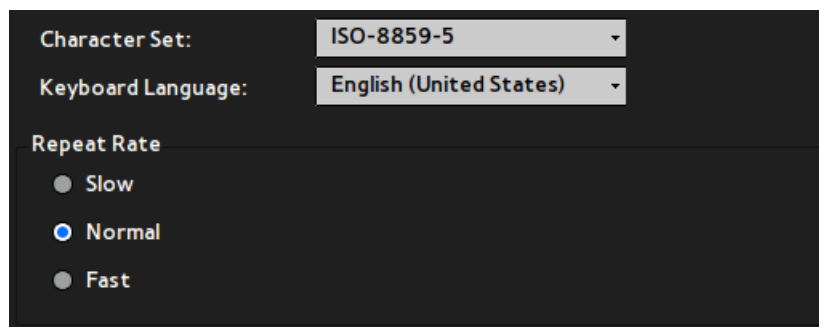 Character Set: ISO-8859-5
Keyboard Language: English (United States)
Repeat Rate
Slow
Normal
Fast